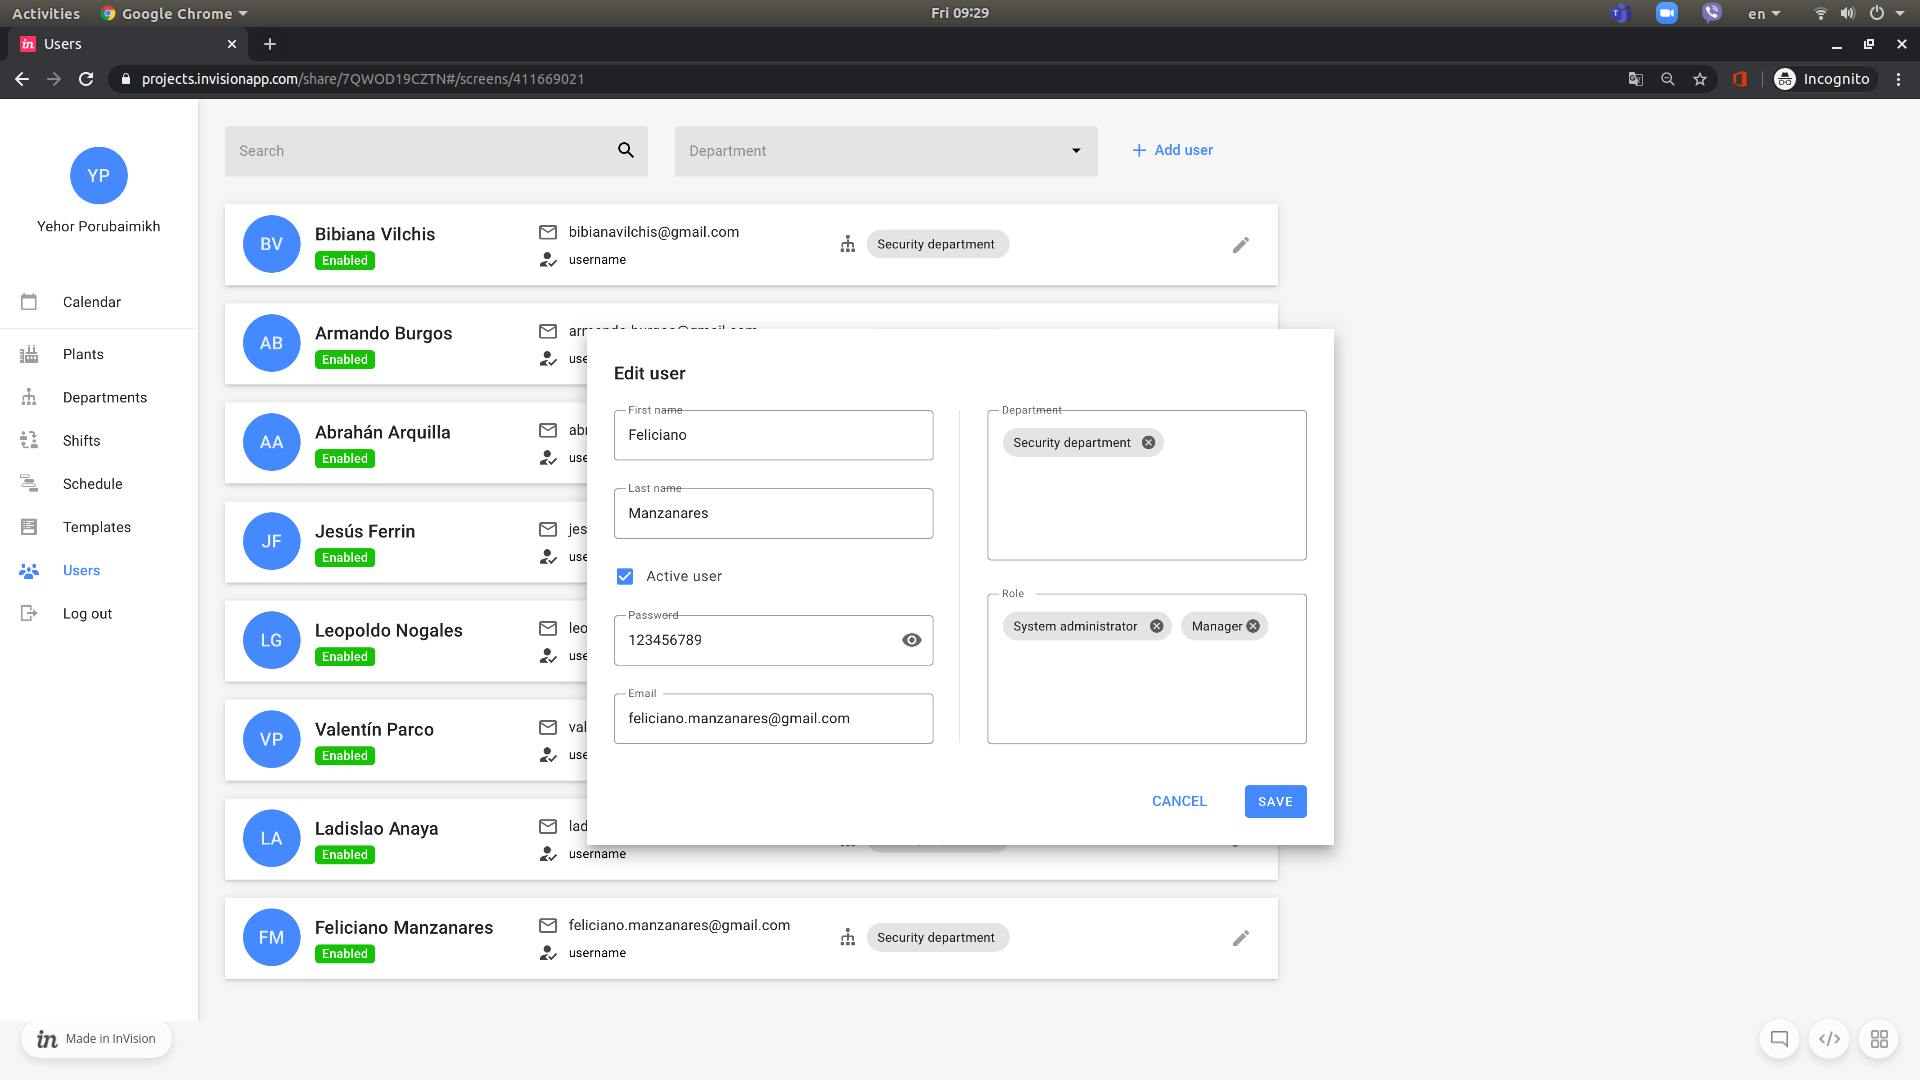 Activities
Google Chrome
Fri 09:29
en
Users
projects.invisionapp.com/share/7QWOD19CZTN#/screens/411669021
Incognito
YP
Yehor Porubaimikh
Calendar
Plants
Departments
Shifts
Schedule
Templates
Users
Log out
Search
Department
Add user
BV
Bibiana Vilchis
Enabled
bibianavilchis@gmail.com
username
Security department
AB
Armando Burgos
Enabled
armando.burgos@gmail.com
use
AA
Abrahán Arquilla
Enabled
abr
use
JF
Jesús Ferrin
Enabled
jes
use
LG
Leopoldo Nogales
Enabled
leo
use
VP
Valentín Parco
Enabled
val
use
LA
Ladislao Anaya
Enabled
lad
username
FM
Feliciano Manzanares
Enabled
feliciano.manzanares@gmail.com
username
Security department
Edit user
First name
Feliciano
Last name
Manzanares
Active user
Password
123456789
Email
feliciano.manzanares@gmail.com
Department
Security department
Role
System administrator
Manager
CANCEL
SAVE
in Made in InVision